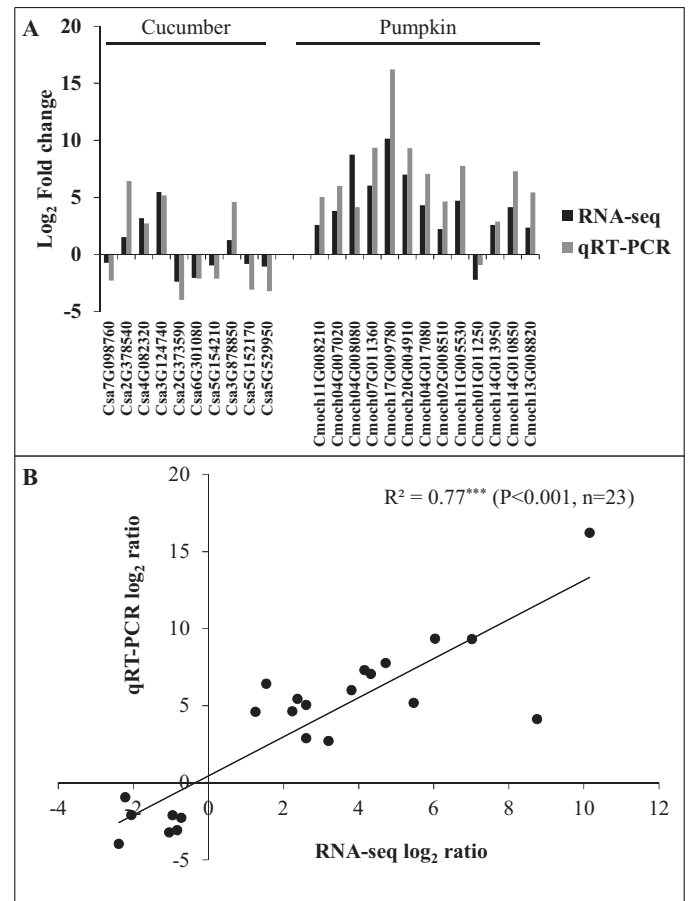 A
Cucumber
Pumpkin
Log₂ Fold change
20
15
10
5
0
-5
RNA-seq
qRT-PCR
Csa7G098760
Csa2G378540
Csa4G082320
Csa3G124740
Csa2G373590
Csa6G301080
Csa5G154210
Csa3G878850
Csa5G152170
Csa5G529950
Cmoch11G008210
Cmoch04G007020
Cmoch04G008080
Cmoch07G011360
Cmoch17G009780
Cmoch20G004910
Cmoch04G017080
Cmoch02G008510
Cmoch11G005530
Cmoch01G011250
Cmoch14G013950
Cmoch14G010850
Cmoch13G008820
B
R² = 0.77*** (P<0.001, n=23)
qRT-PCR log₂ ratio
20
15
10
5
0
-5
-4 -2 0 2 4 6 8 10 12
RNA-seq log₂ ratio